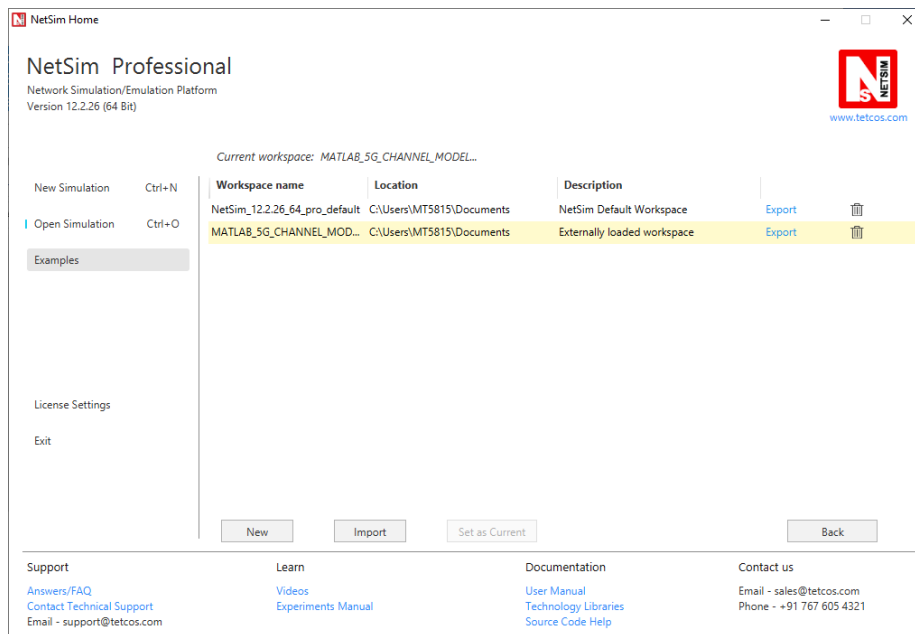 NetSim Home
NetSim Professional
Network Simulation/Emulation Platform
Version 12.2.26 (64 Bit)
N
S
NETSIM
www.tetcos.com
Current workspace: MATLAB_5G_CHANNEL_MODEL...
New Simulation Ctrl+N
Open Simulation Ctrl+O
Examples
License Settings
Exit
Workspace name Location Description
NetSim_12.2.26_64_pro_default C:\Users\MT5815\Documents NetSim Default Workspace Export
MATLAB_5G_CHANNEL_MOD... C:\Users\MT5815\Documents Externally loaded workspace Export
New Import Set as Current Back
Support
Answers/FAQ
Contact Technical Support
Email - support@tetcos.com
Learn
Videos
Experiments Manual
Documentation
User Manual
Technology Libraries
Source Code Help
Contact us
Email - sales@tetcos.com
Phone - +91 767 605 4321